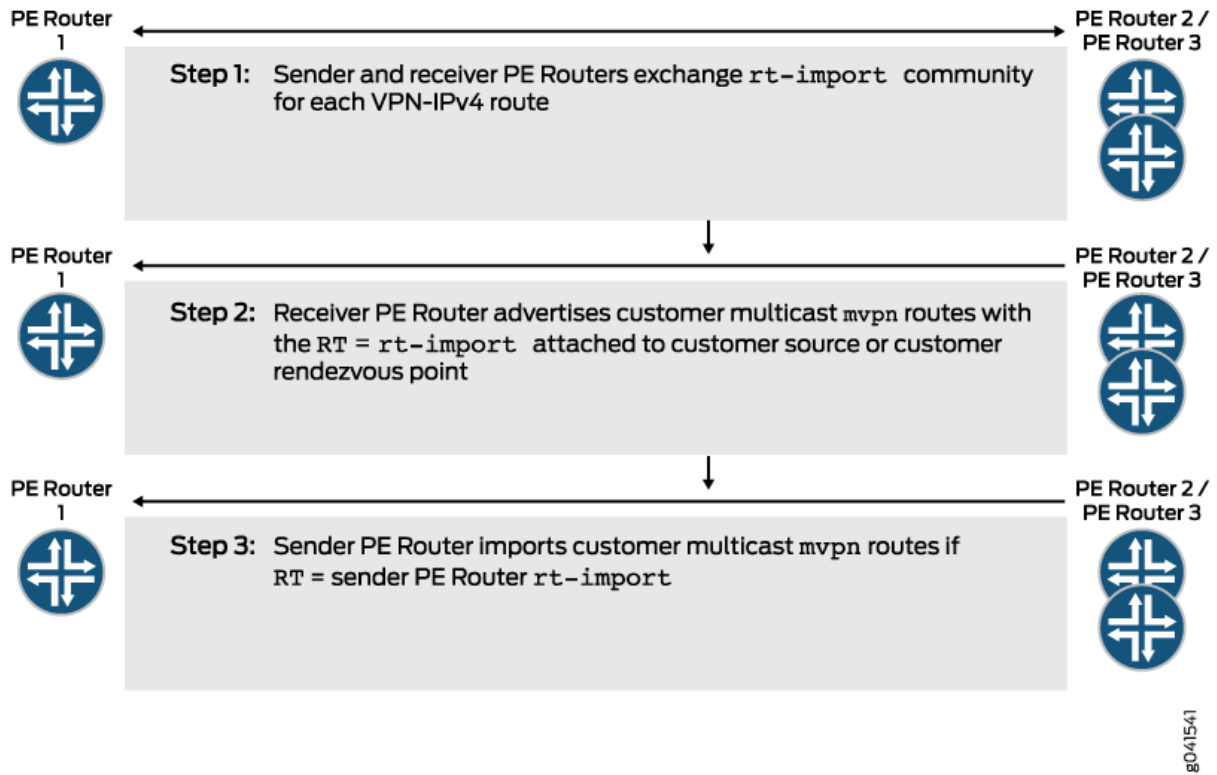 PE Router
1
PE Router 2 /
PE Router 3
Step 1: Sender and receiver PE Routers exchange rt-import community
for each VPN-IPv4 route
PE Router
1
PE Router 2 /
PE Router 3
Step 2: Receiver PE Router advertises customer multicast mvpn routes with
the RT = rt-import attached to customer source or customer
rendezvous point
PE Router
1
PE Router 2 /
PE Router 3
Step 3: Sender PE Router imports customer multicast mvpn routes if
RT = sender PE Router rt-import
g041541